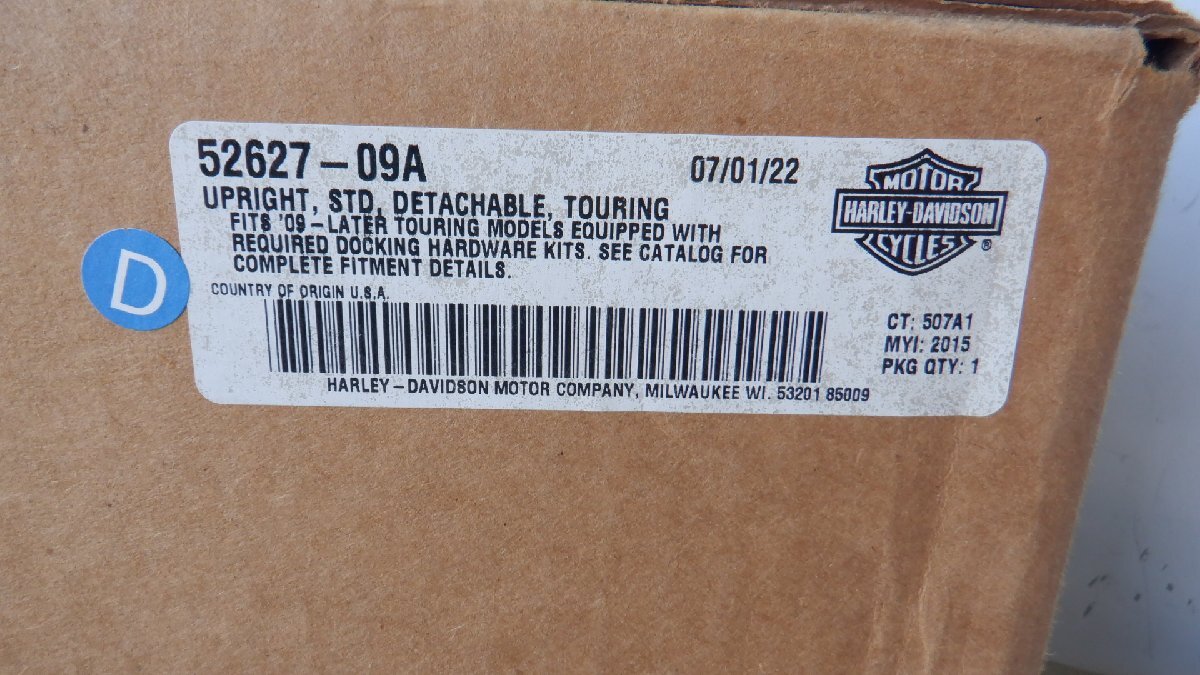 52627-09A
07/01/22
UPRIGHT, STD, DETACHABLE, TOURING
FITS '09-LATER TOURING MODELS EQUIPPED WITH
REQUIRED DOCKING HARDWARE KITS. SEE CATALOG FOR
COMPLETE FITMENT DETAILS.
COUNTRY OF ORIGIN U.S.A.
MOTOR
HARLEY-DAVIDSON
CYCLES
®
D
CT: 507A1
MYI: 2015
PKG QTY: 1
HARLEY-DAVIDSON MOTOR COMPANY, MILWAUKEE WI. 53201 85009